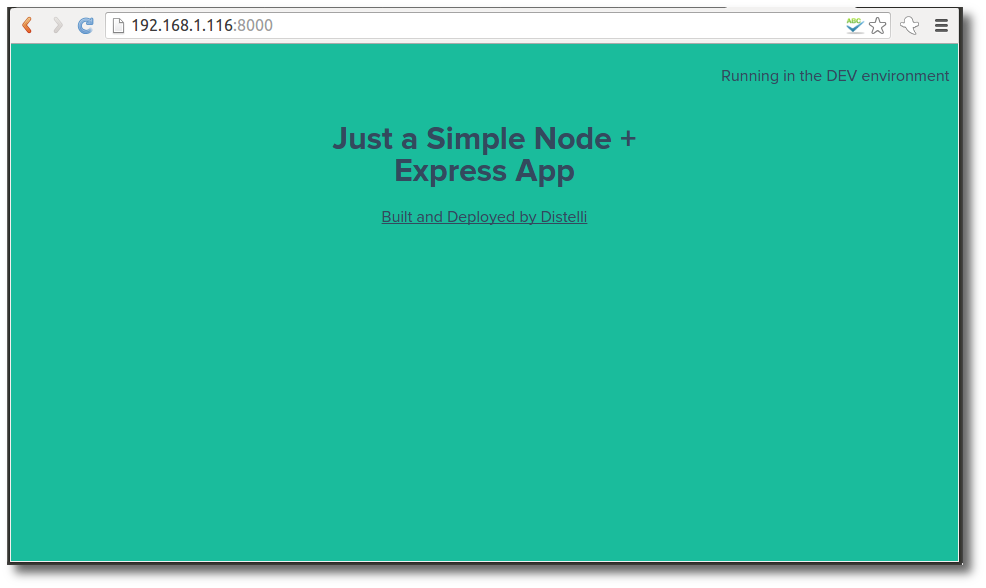 192.168.1.116:8000
ABC
Running in the DEV environment
Just a Simple Node +
Express App
Built and Deployed by Distelli